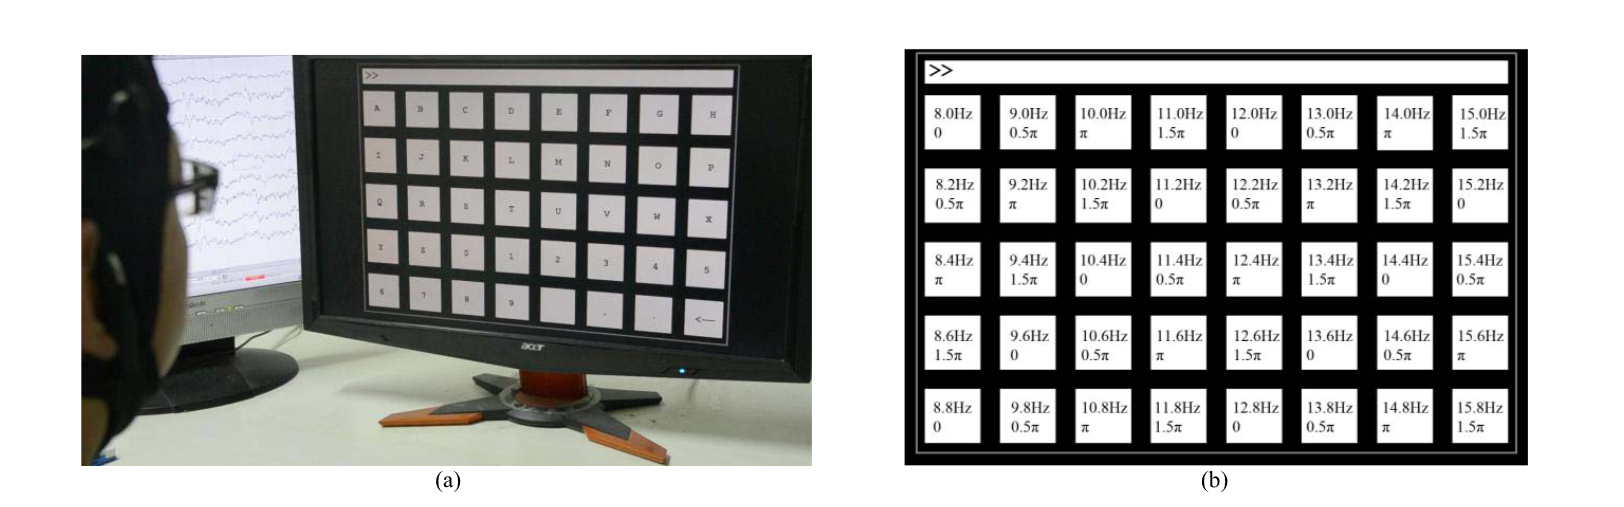 >>
A B C D E F G H
I J K L M N O P
Q R S T U V W X
Y Z 0 1 2 3 4 5
6 7 8 9 , . <—
acer
(a)
>>
8.0Hz 9.0Hz 10.0Hz 11.0Hz 12.0Hz 13.0Hz 14.0Hz 15.0Hz
0 0.5π π 1.5π 0 0.5π π 1.5π
8.2Hz 9.2Hz 10.2Hz 11.2Hz 12.2Hz 13.2Hz 14.2Hz 15.2Hz
0.5π π 1.5π 0 0.5π π 1.5π 0
8.4Hz 9.4Hz 10.4Hz 11.4Hz 12.4Hz 13.4Hz 14.4Hz 15.4Hz
π 1.5π 0 0.5π π 1.5π 0 0.5π
8.6Hz 9.6Hz 10.6Hz 11.6Hz 12.6Hz 13.6Hz 14.6Hz 15.6Hz
1.5π 0 0.5π π 1.5π 0 0.5π π
8.8Hz 9.8Hz 10.8Hz 11.8Hz 12.8Hz 13.8Hz 14.8Hz 15.8Hz
0 0.5π π 1.5π 0 0.5π π 1.5π
(b)